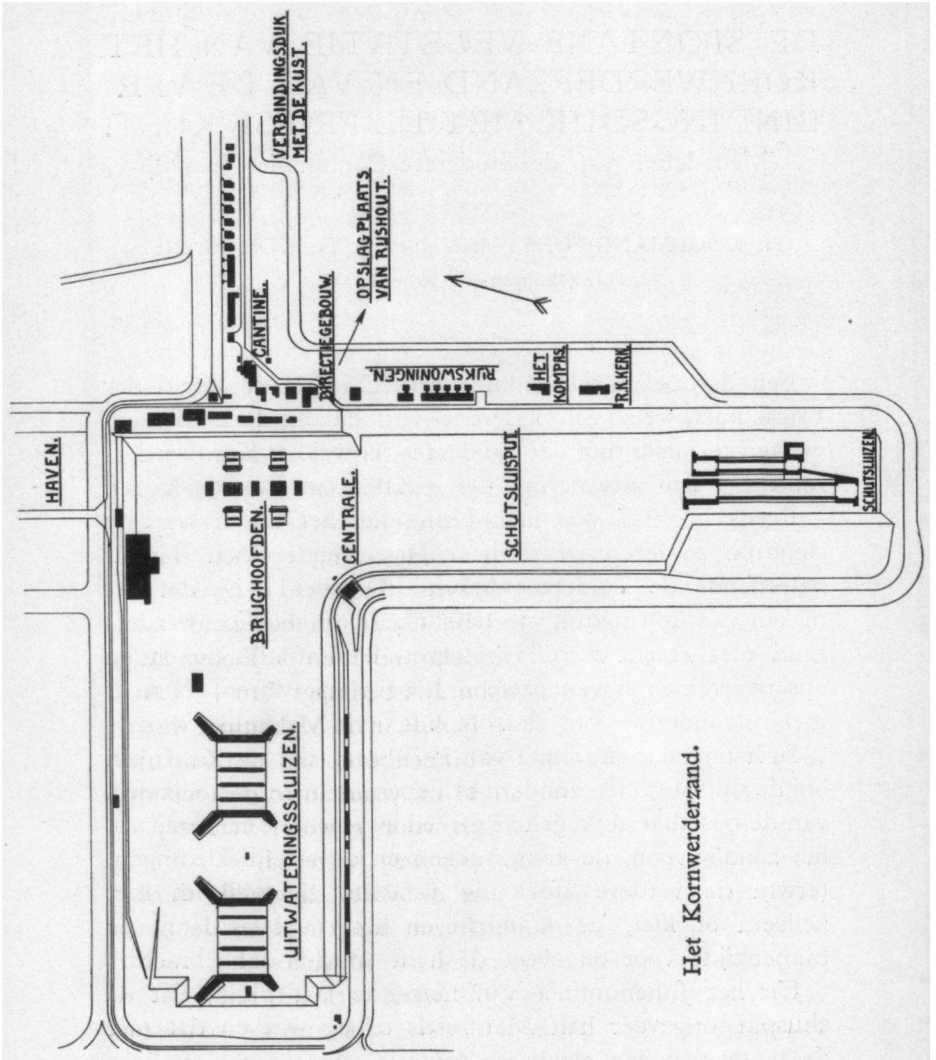 HAVEN.
BRUGHOOFDEN.
CANTINE.
VERBINDINGSDIJK
MET DE KUST.
UITWATERINGSSLUIZEN.
DIRECTIEGEBOUW.
CENTRALE.
OPSLAGPLAATS
VAN RIJSHOUT.
RIJKSWONINGEN.
SCHUTSLUISPUT.
HET
KOMPAS.
R.K.KERK.
SCHUTSLUIZEN.
Het Kornwerderzand.